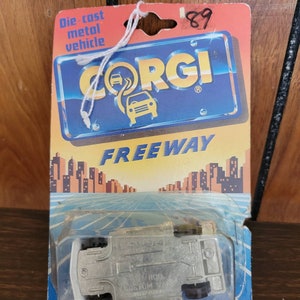 89
Die cast
metal
vehicle
CORGI®
FREEWAY